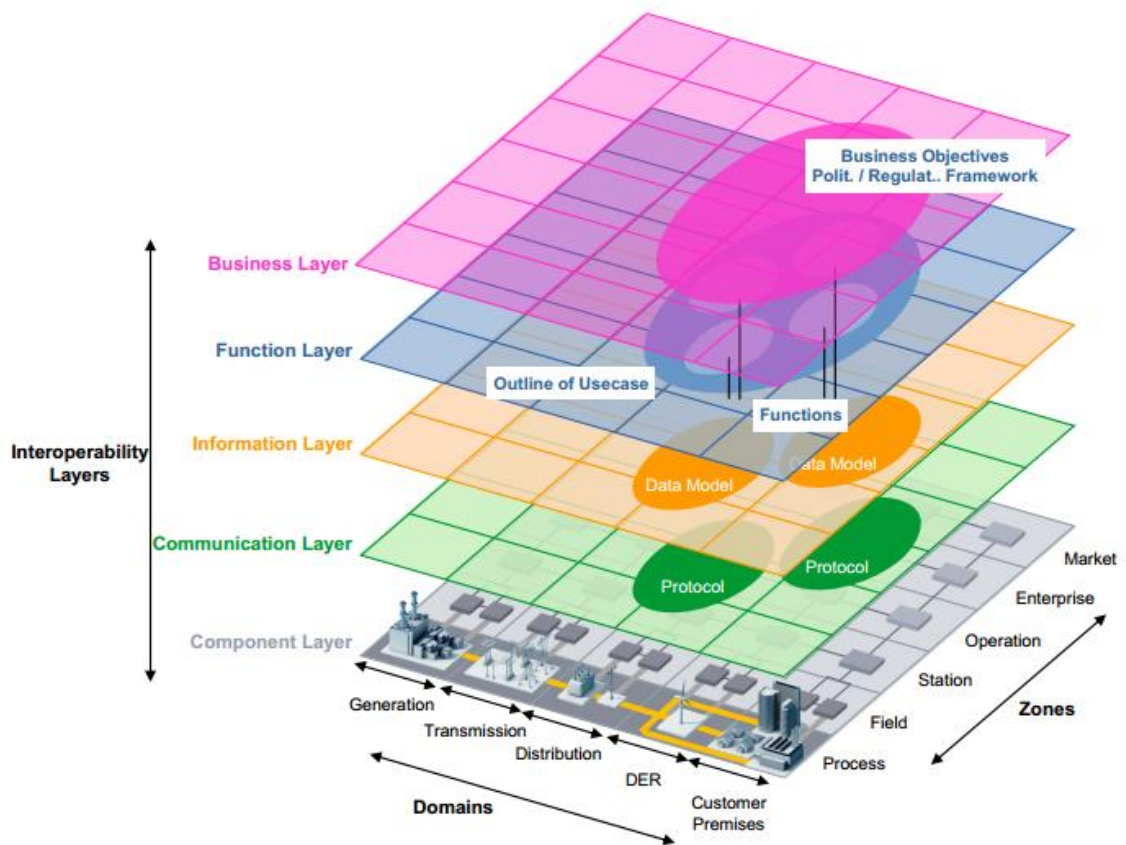 Business Objectives
Polit. / Regulat.. Framework
Business Layer
Function Layer
Outline of Usecase
Functions
Interoperability
Layers
Information Layer
Data Model
Data Model
Communication Layer
Protocol
Protocol
Component Layer
Market
Enterprise
Operation
Station
Field
Process
Zones
Generation
Transmission
Distribution
DER
Customer
Premises
Domains